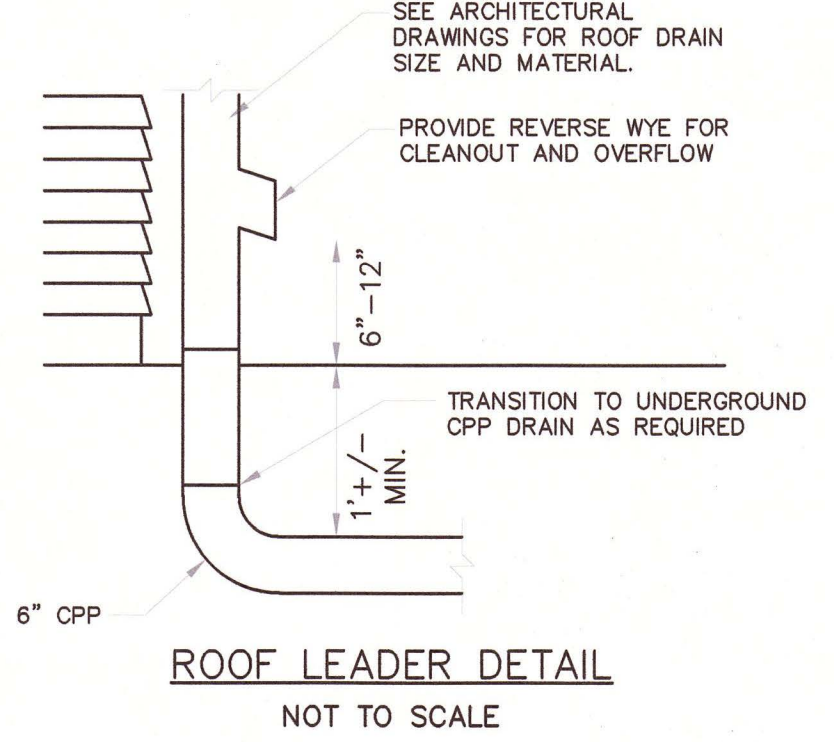 SEE ARCHITECTURAL
DRAWINGS FOR ROOF DRAIN
SIZE AND MATERIAL.
PROVIDE REVERSE WYE FOR
CLEANOUT AND OVERFLOW
6"–12"
TRANSITION TO UNDERGROUND
CPP DRAIN AS REQUIRED
1'+/–
MIN.
6" CPP
ROOF LEADER DETAIL
NOT TO SCALE